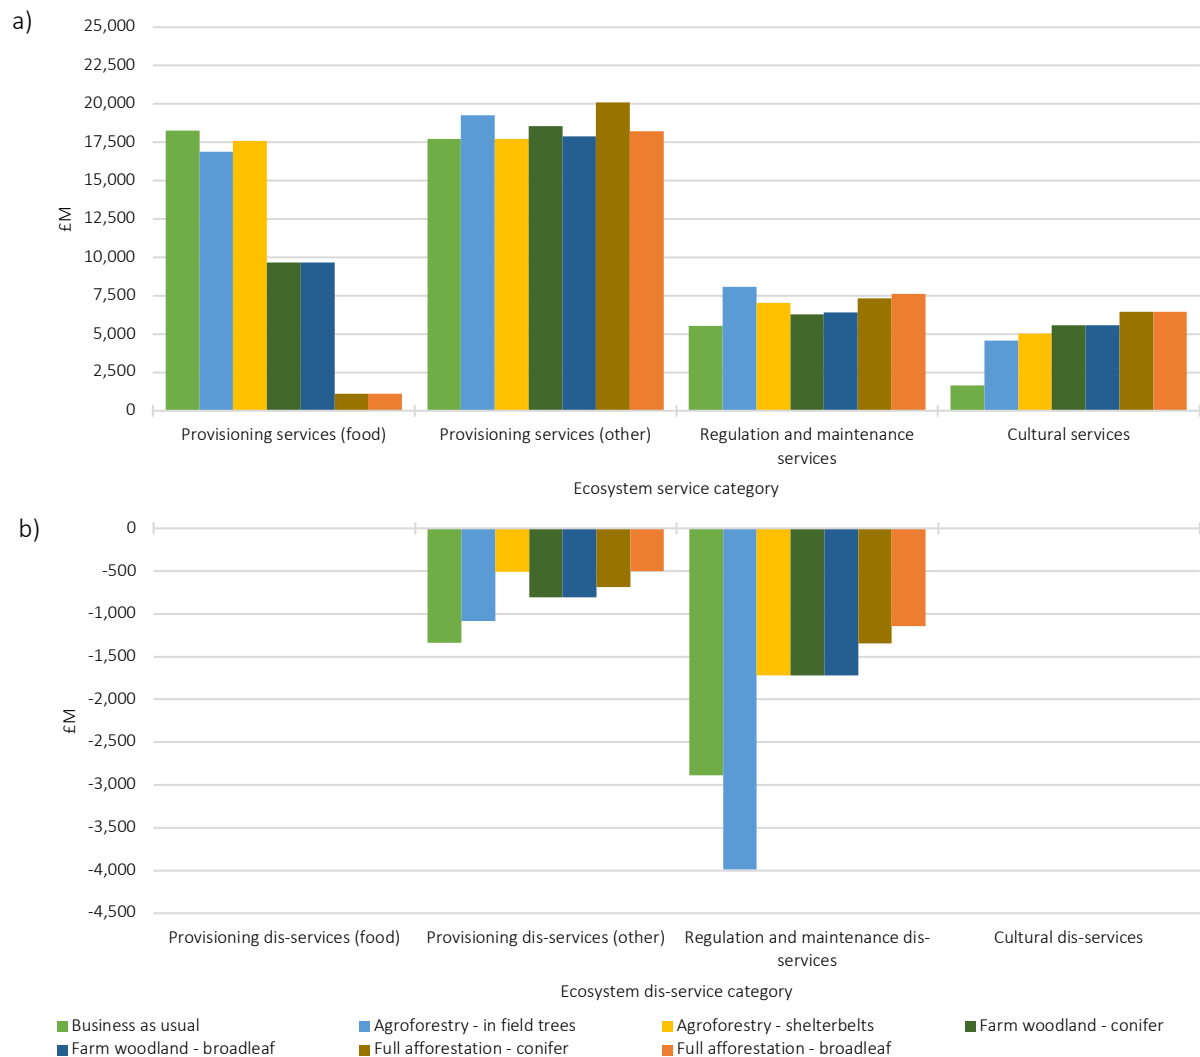 a)
25,000
22,500
20,000
17,500
15,000
12,500
10,000
7,500
5,000
2,500
0
£M
Provisioning services (food)
Provisioning services (other)
Regulation and maintenance
services
Cultural services
Ecosystem service category
b)
0
-500
-1,000
-1,500
-2,000
-2,500
-3,000
-3,500
-4,000
-4,500
£M
Provisioning dis-services (food)
Provisioning dis-services (other)
Regulation and maintenance dis-
services
Cultural dis-services
Ecosystem dis-service category
Business as usual
Agroforestry - in field trees
Agroforestry - shelterbelts
Farm woodland - conifer
Farm woodland - broadleaf
Full afforestation - conifer
Full afforestation - broadleaf